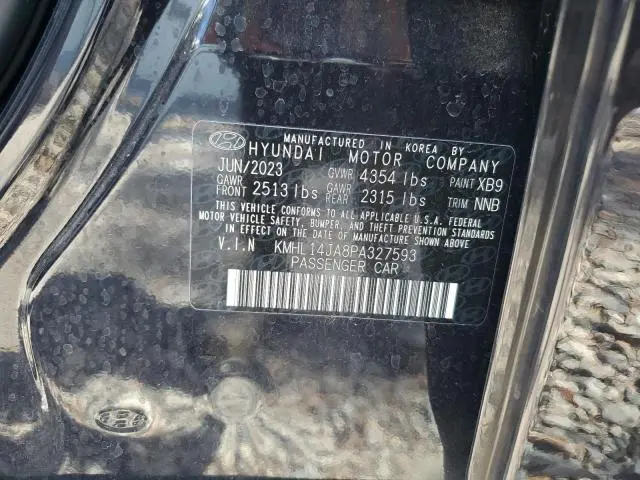 MANUFACTURED IN KOREA BY
HYUNDAI MOTOR COMPANY
JUN/2023 GVWR 4354 lbs PAINT XB9
GAWR FRONT 2513 lbs GAWR REAR 2315 lbs TRIM NNB
THIS VEHICLE CONFORMS TO ALL APPLICABLE U.S.A. FEDERAL
MOTOR VEHICLE SAFETY, BUMPER, AND THEFT PREVENTION STANDARDS
IN EFFECT ON THE DATE OF MANUFACTURE SHOWN ABOVE.
V.I.N KMHL14JA8PA327593
PASSENGER CAR